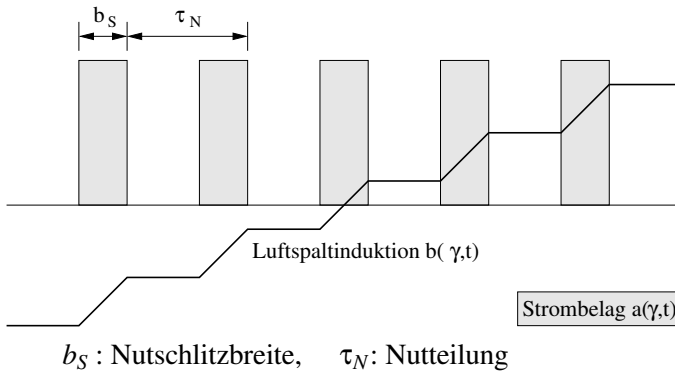 b_S τ_N
Luftspaltinduktion b( γ,t)
Strombelag a(γ,t)
b_S : Nutschlitzbreite, τ_N: Nutteilung